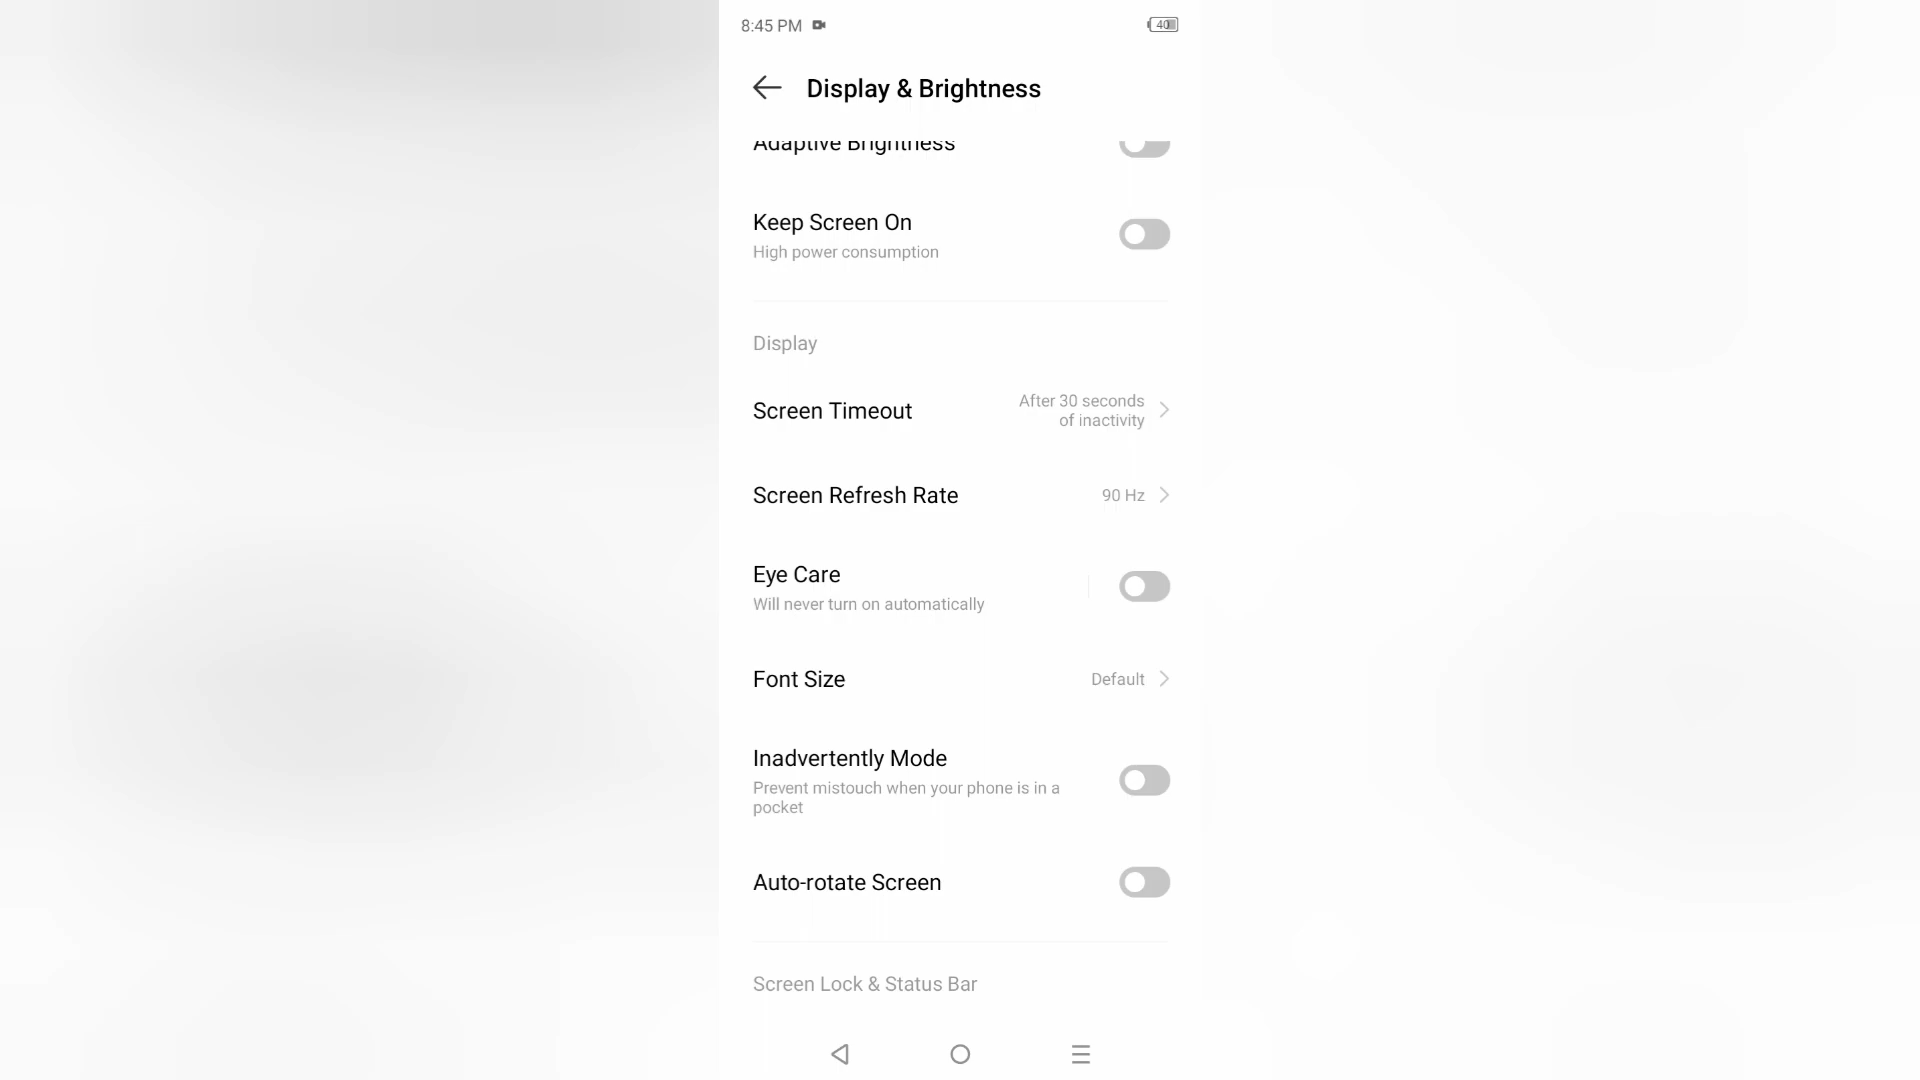 8:45 PM
40
Display & Brightness
Adaptive Brightness
Keep Screen On
High power consumption
Display
Screen Timeout
After 30 seconds
of inactivity
Screen Refresh Rate
90 Hz
Eye Care
Will never turn on automatically
Font Size
Default
Inadvertently Mode
Prevent mistouch when your phone is in a
pocket
Auto-rotate Screen
Screen Lock & Status Bar